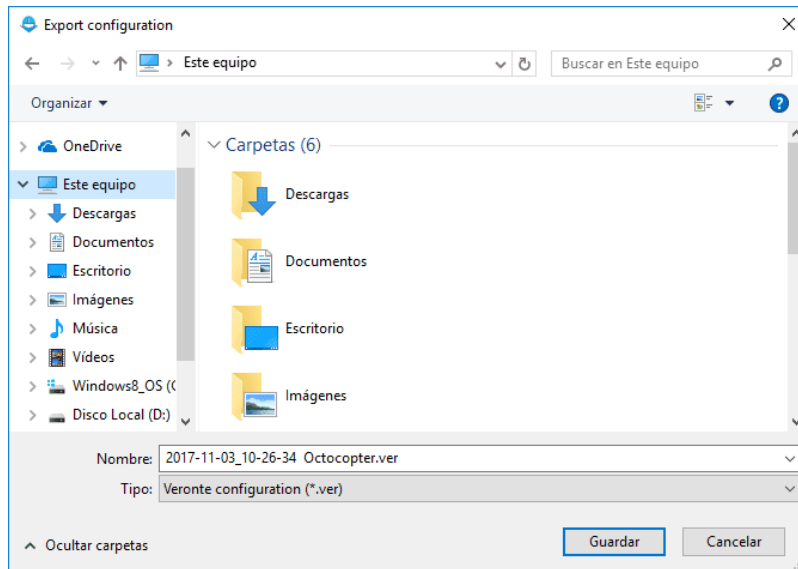 Export configuration
Este equipo
Buscar en Este equipo
Organizar
OneDrive
Este equipo
Descargas
Documentos
Escritorio
Imágenes
Música
Vídeos
Windows8_OS (C
Disco Local (D:)
Carpetas (6)
Descargas
Documentos
Escritorio
Imágenes
Nombre: 2017-11-03_10-26-34 Octocopter.ver
Tipo: Veronte configuration (*.ver)
Ocultar carpetas
Guardar
Cancelar